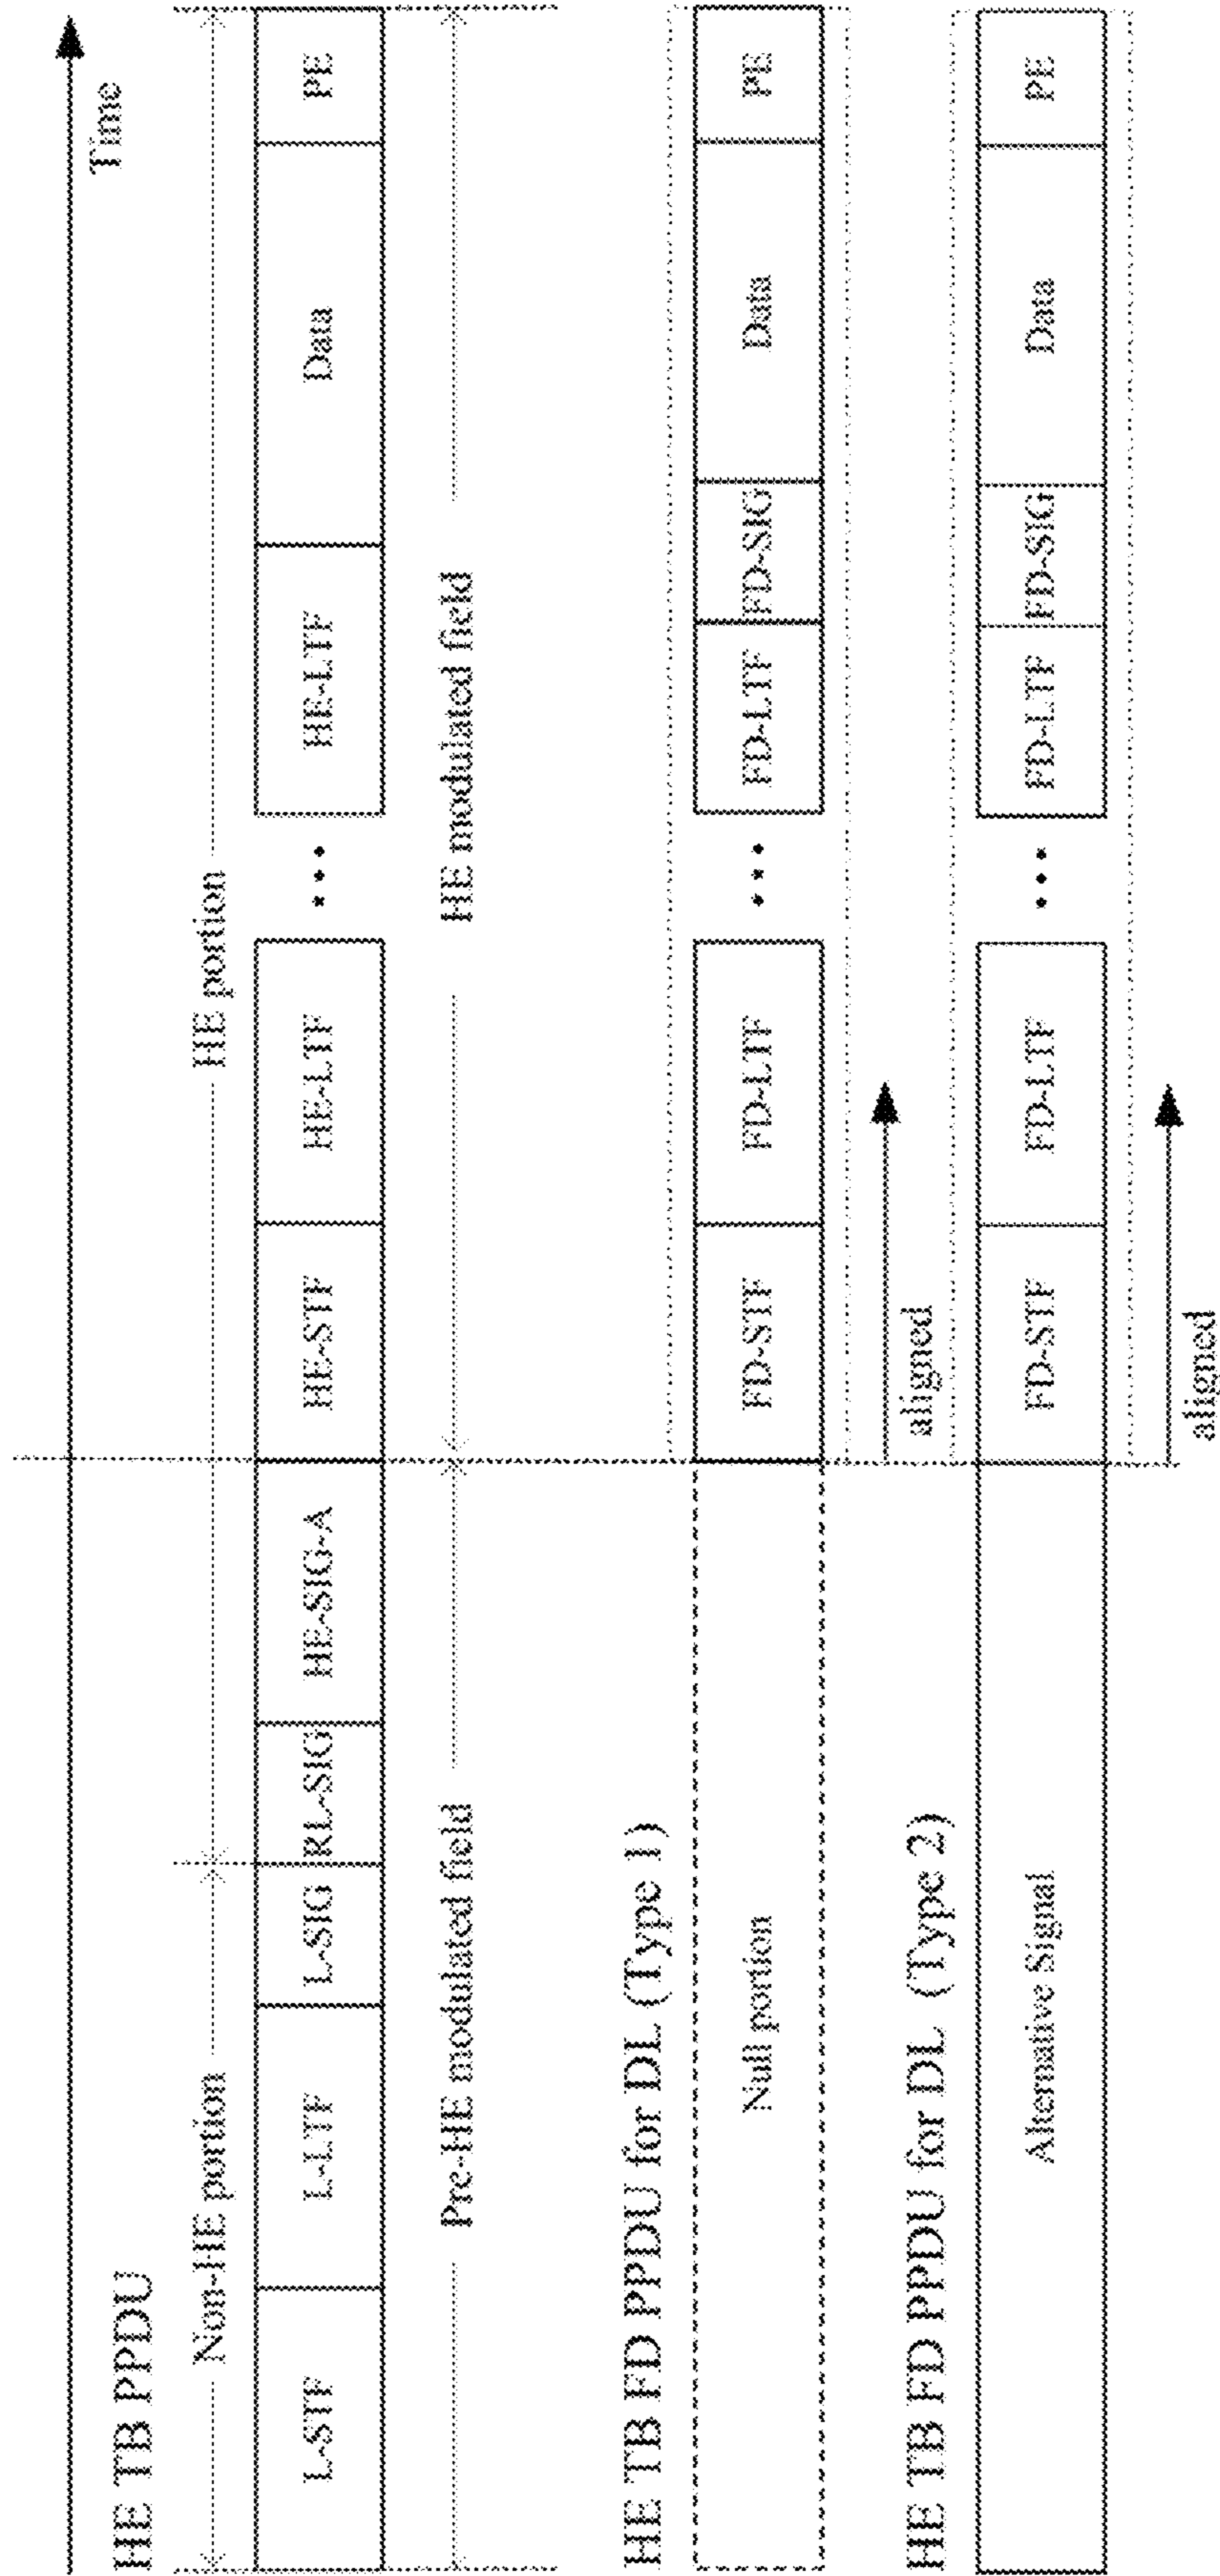 Time
HE TB PPDU
Non-HE portion
HE portion
L-STF
L-LTF
L-SIG
RL-SIG
HE-SIG-A
HE-STF
HE-LTF
•••
HE-LTF
Data
PE
Pre-HE modulated field
HE modulated field
HE TB FD PPDU for DL (Type 1)
Null portion
FD-STF
FD-LTF
•••
FD-LTF
FD-SIG
Data
PE
aligned
HE TB FD PPDU for DL (Type 2)
Alternative Signal
FD-STF
FD-LTF
•••
FD-LTF
FD-SIG
Data
PE
aligned